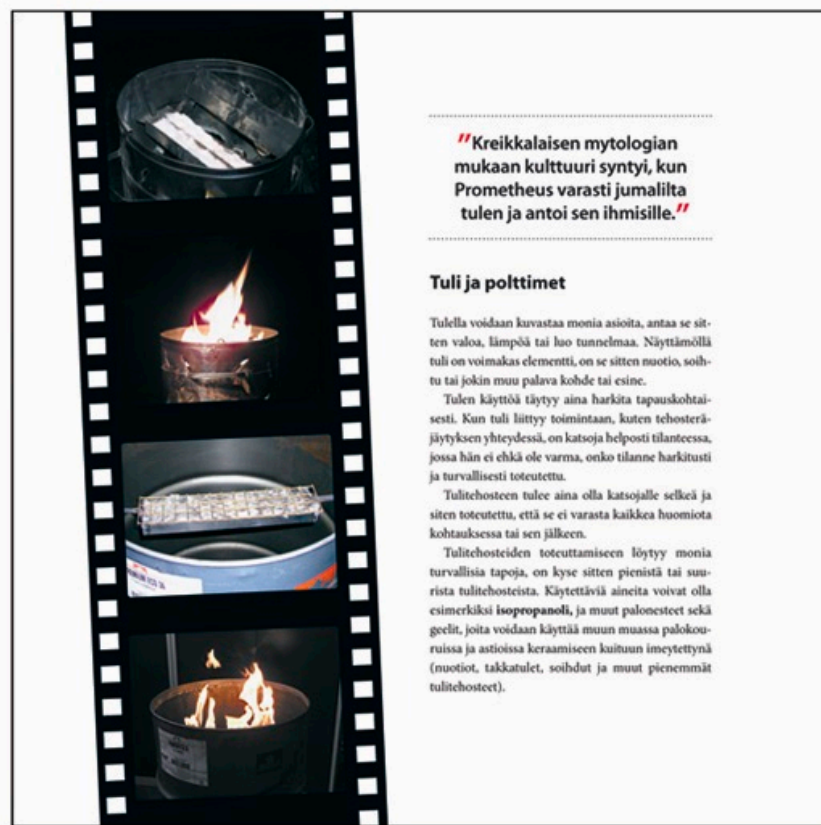 "Kreikkalaisen mytologian
mukaan kulttuuri syntyi, kun
Prometheus varasti jumalilta
tulen ja antoi sen ihmisille."
Tuli ja polttimet
Tulella voidaan kuvastaa monia asioita, antaa se sit-
ten valoa, lämpöä tai luo tunnelmaa. Näyttämöllä
tuli on voimakas elementti, on se sitten nuotio, soih-
tu tai jokin muu palava kohde tai esine.
Tulen käyttöä täytyy aina harkita tapauskohtai-
sesti. Kun tuli liittyy toimintaan, kuten tehosterä-
jäytyksen yhteydessä, on katsoja helposti tilanteessa,
jossa hän ei ehkä ole varma, onko tilanne harkitusti
ja turvallisesti toteutettu.
Tulitehosteen tulee aina olla katsojalle selkeä ja
siten toteutettu, että se ei varasta kaikkea huomiota
kohtauksessa tai sen jälkeen.
Tulitehosteiden toteuttamiseen löytyy monia
turvallisia tapoja, on kyse sitten pienistä tai suu-
rista tulitehosteista. Käytettäviä aineita voivat olla
esimerkiksi isopropanoli, ja muut palonesteet sekä
geelit, joita voidaan käyttää muun muassa palokou-
ruissa ja astioissa keraamiseen kuituun imeytettynä
(nuotiot, takkatulet, soihdut ja muut pienemmät
tulitehosteet).